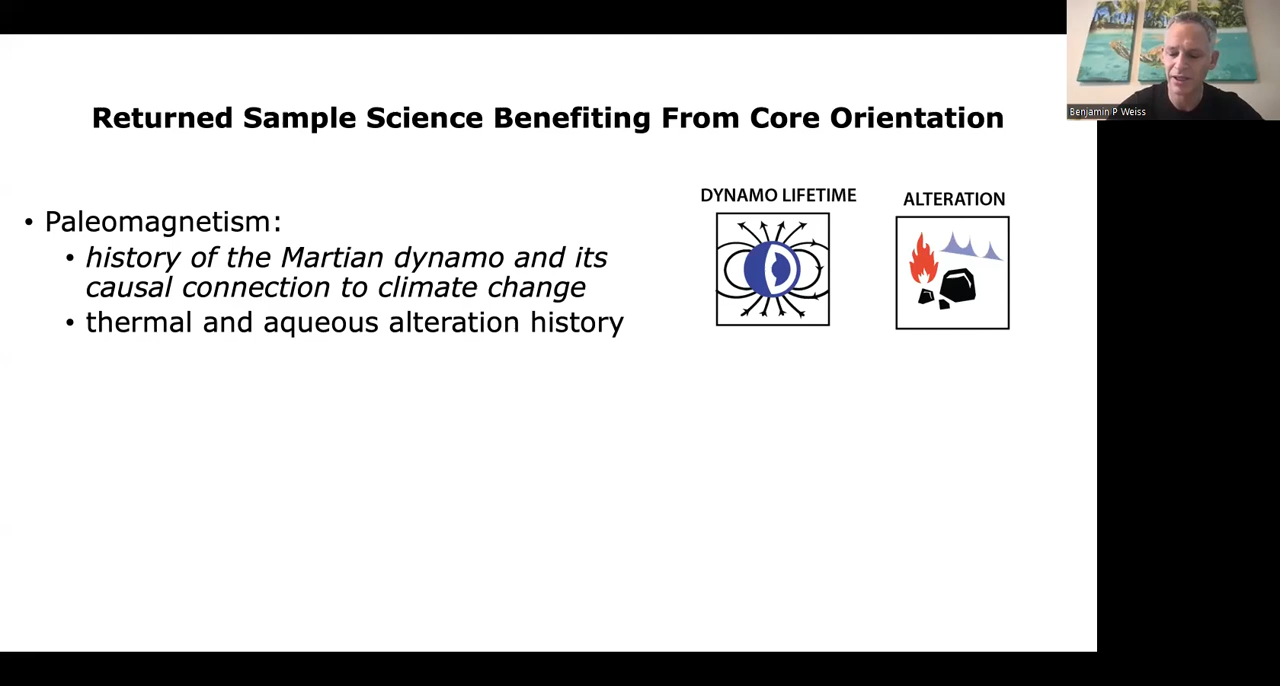 Benjamin P Weiss
Returned Sample Science Benefiting From Core Orientation
• Paleomagnetism:
• history of the Martian dynamo and its
causal connection to climate change
• thermal and aqueous alteration history
DYNAMO LIFETIME
ALTERATION